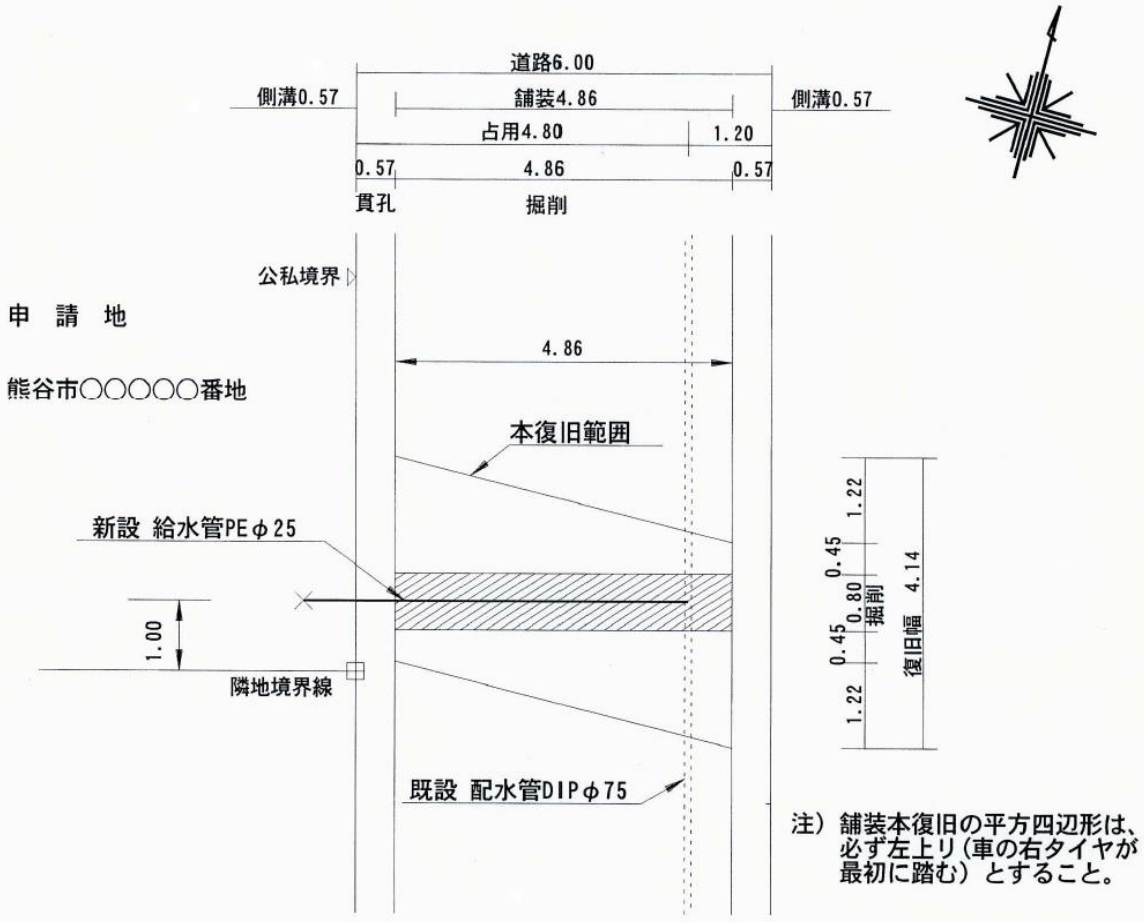 道路6.00
側溝0.57
舗装4.86
側溝0.57
占用4.80
1.20
0.57
4.86
0.57
貫孔
掘削
公私境界
申請地
4.86
熊谷市○○○○○番地
本復旧範囲
新設 給水管PEφ25
1.00
隣地境界線
1.22
0.45
0.80
掘削
0.45
1.22
復旧幅 4.14
既設 配水管DIPφ75
注) 舗装本復旧の平方四辺形は、
必ず左上り(車の右タイヤが
最初に踏む)とすること。